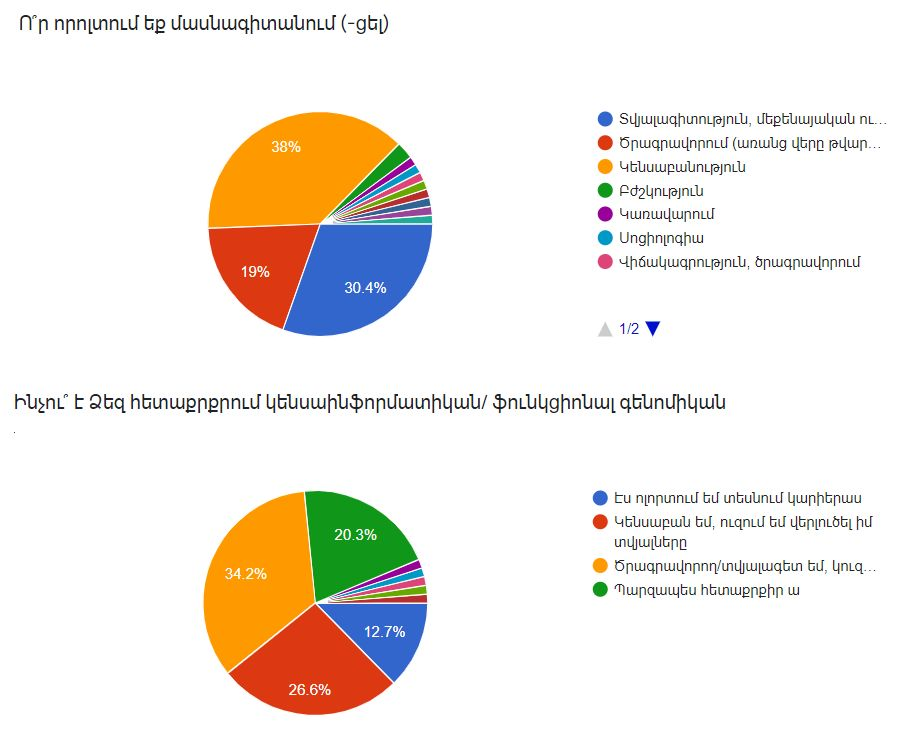 Ո՞ր որոլտում եք մասնագիտանում (-ցել)
38%
19%
30.4%
Տվյալագիտություն, մեքենայական ու...
Ծրագրավորում (առանց վերը թվար...
Կենսաբանություն
Բժշկություն
Կառավարում
Սոցիոլոգիա
Վիճակագրություն, ծրագրավորում
1/2
Ինչու՞ է Ձեզ հետաքրքրում կենսաինֆորմատիկան/ ֆունկցիոնալ գենոմիկան
.
20.3%
34.2%
12.7%
26.6%
Էս ոլորտում եմ տեսնում կարիերաս
Կենսաբան եմ, ուզում եմ վերլուծել իմ
տվյալները
Ծրագրավորող/տվյալագետ եմ, կուզ...
Պարզապես հետաքրքիր ա